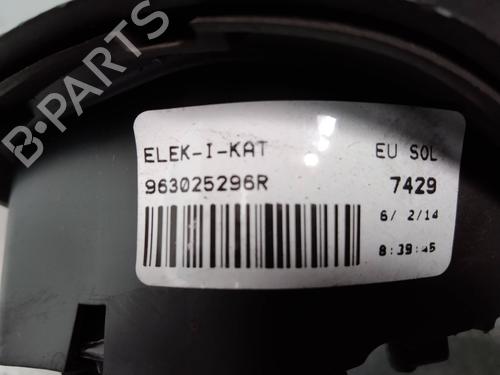 B-PARTS
ELEK-I-KAT
EU SOL
963025296R
7429
6/ 2/14
8:39:45